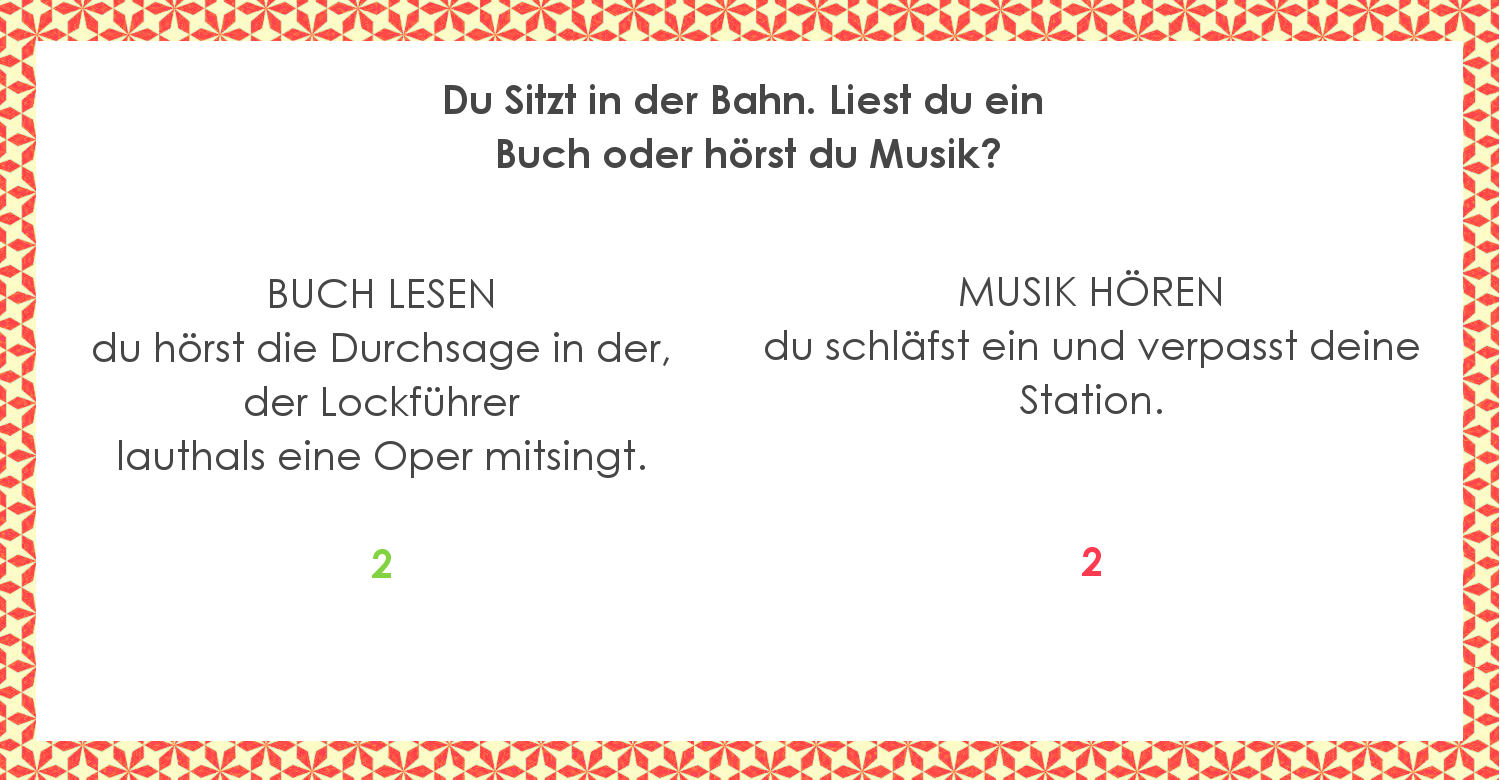 Du Sitzt in der Bahn. Liest du ein
Buch oder hörst du Musik?
BUCH LESEN
du hörst die Durchsage in der,
der Lockführer
lauthals eine Oper mitsingt.
2
MUSIK HÖREN
du schläfst ein und verpasst deine
Station.
2